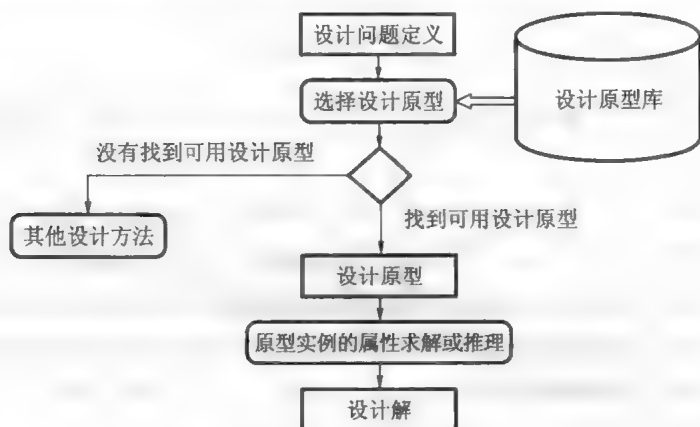 设计问题定义
选择设计原型
设计原型库
没有找到可用设计原型
找到可用设计原型
其他设计方法
设计原型
原型实例的属性求解或推理
设计解